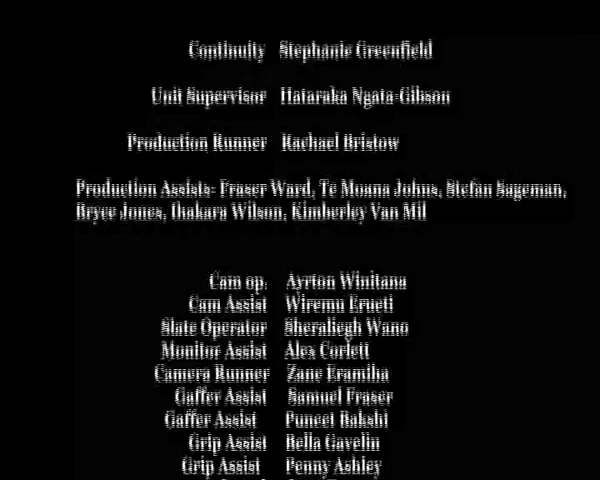 Continuity Stephanie Greenfield
Unit Supervisor Hataraka Ngata-Gibson
Production Runner Rachael Bristow
Production Assists: Fraser Ward, Te Moana Johns, Stefan Sageman,
Bryce Jones, Ihakara Wilson, Kimberley Van Mil
Cam op. Ayrton Winitana
Cam Assist Wiremu Erueti
Slate Operator Sheraliegh Wano
Monitor Assist Alex Corlett
Camera Runner Zane Eramiha
Gaffer Assist Samuel Fraser
Gaffer Assist Puneet Bakshi
Grip Assist Bella Gavelin
Grip Assist Penny Ashley